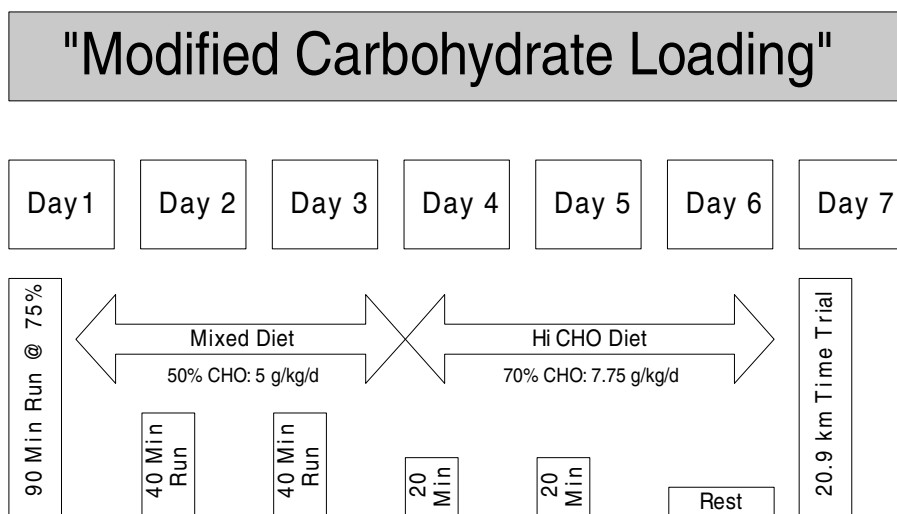 "Modified Carbohydrate Loading"
Day1
Day 2
Day 3
Day 4
Day 5
Day 6
Day 7
90 Min Run @ 75%
Mixed Diet
50% CHO: 5 g/kg/d
Hi CHO Diet
70% CHO: 7.75 g/kg/d
40 Min
Run
40 Min
Run
20
Min
20
Min
Rest
20.9 km Time Trial